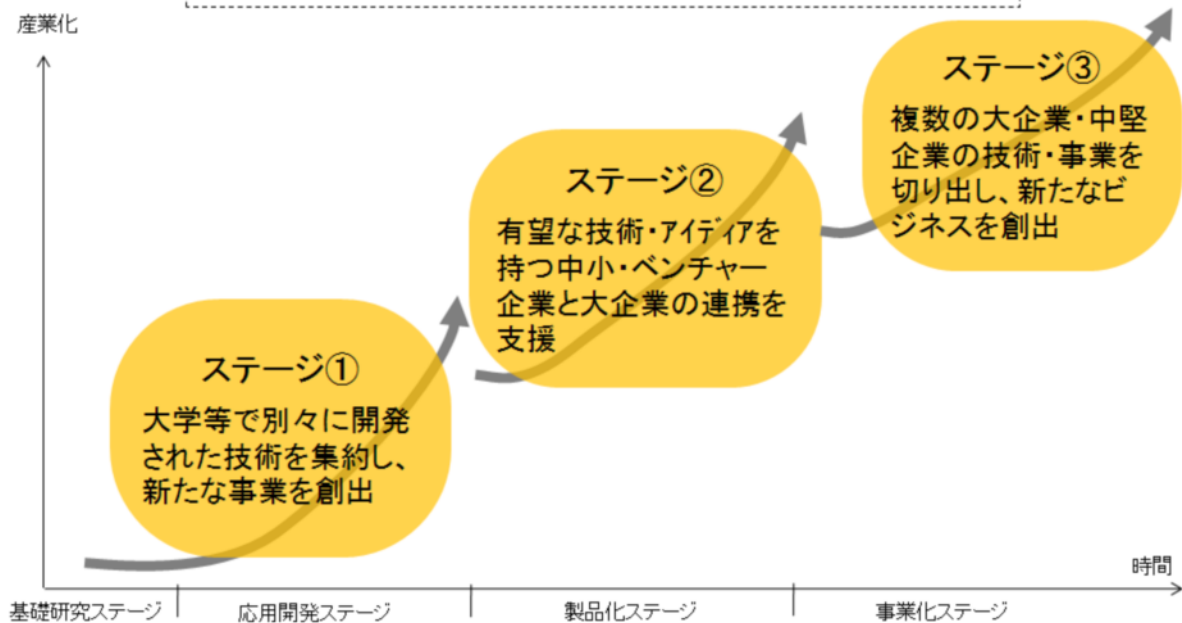 産業化
ステージ③
複数の大企業・中堅
企業の技術・事業を
切り出し、新たなビ
ジネスを創出
ステージ②
有望な技術・アイディアを
持つ中小・ベンチャー
企業と大企業の連携を
支援
ステージ①
大学等で別々に開発
された技術を集約し、
新たな事業を創出
時間
基礎研究ステージ
応用開発ステージ
製品化ステージ
事業化ステージ